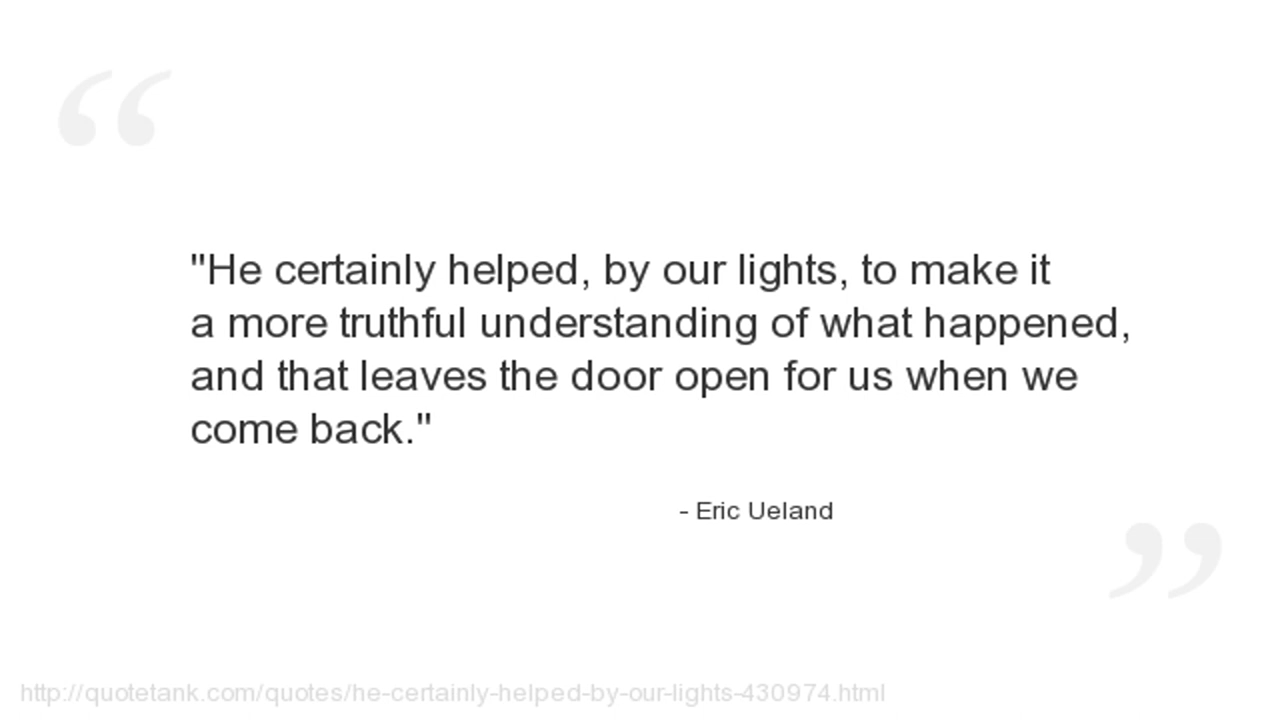 "He certainly helped, by our lights, to make it
a more truthful understanding of what happened,
and that leaves the door open for us when we
come back."
- Eric Ueland
http://quotetank.com/quotes/he-certainly-helped-by-our-lights-430974.html